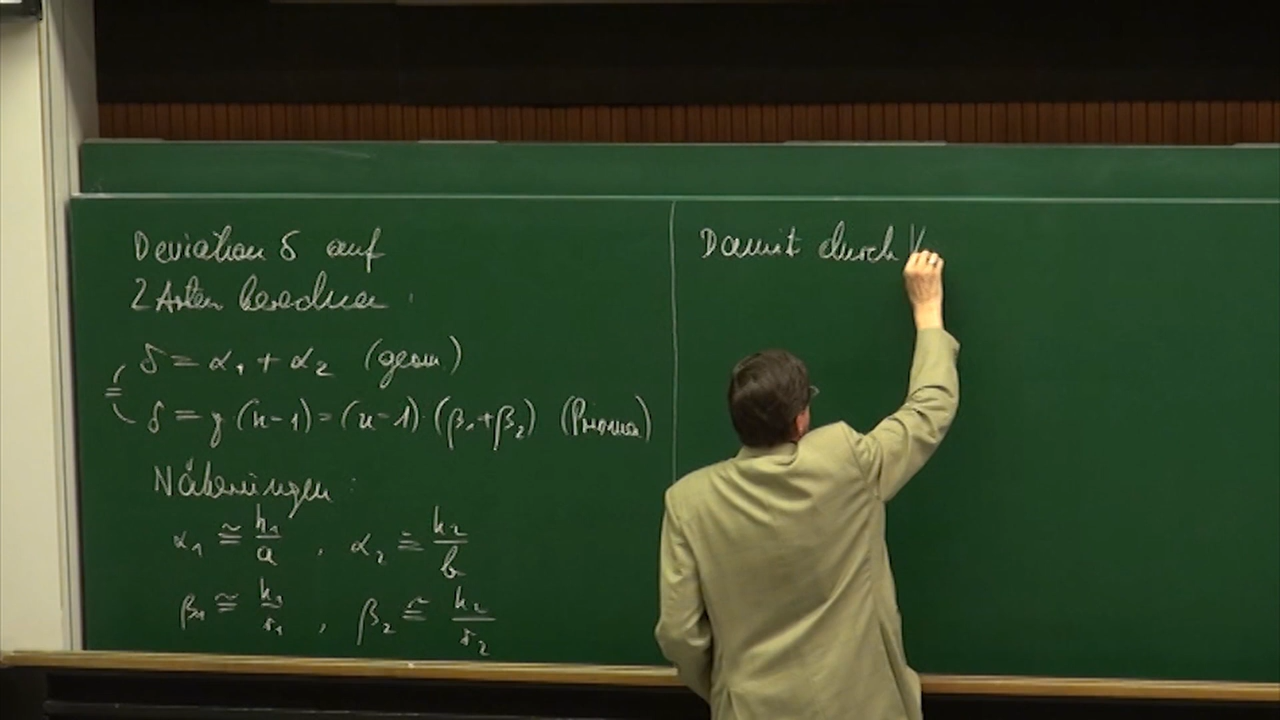 Deviation δ auf
2 Arten berechnen:
δ = α₁ + α₂ (geom)
=
δ = γ·(n-1) = (n-1)·(β₁+β₂) (Prisma)
Näherungen:
α₁ ≅ h₁/a , α₂ ≅ h₂/b
β₁ ≅ h₁/r₁ , β₂ ≅ h₂/r₂
Damit durch